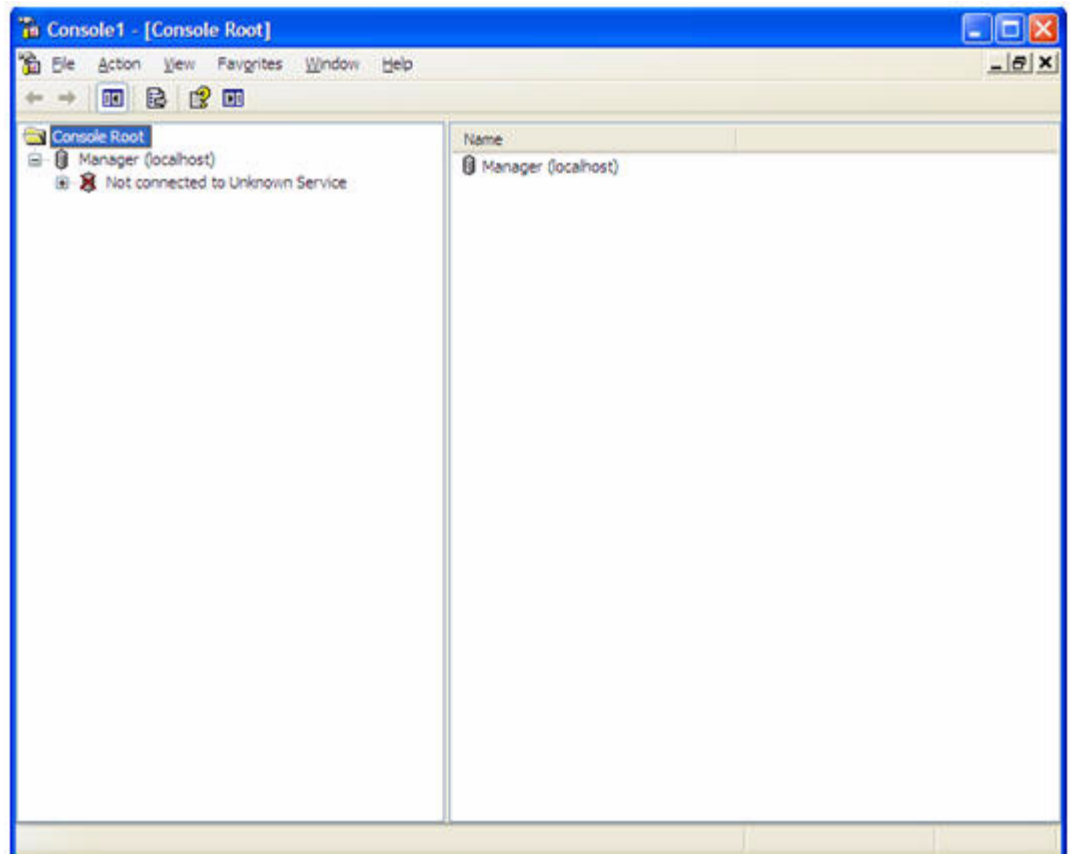 Console1 - [Console Root]
File Action View Favorites Window Help
Console Root
Manager (localhost)
Not connected to Unknown Service
Name
Manager (localhost)